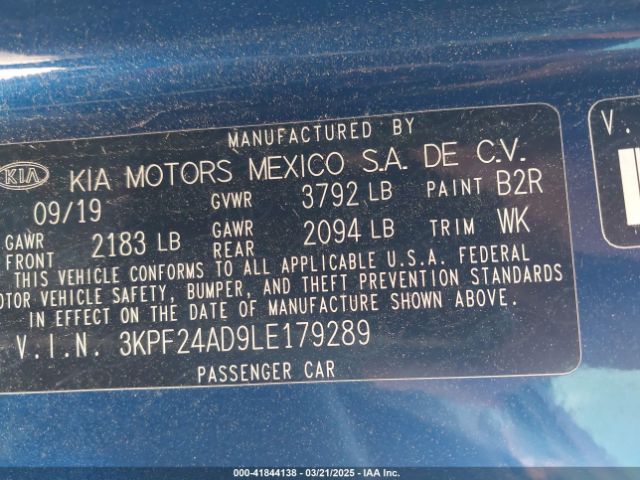 MANUFACTURED BY
KIA KIA MOTORS MEXICO S.A. DE C.V.
09/19 GVWR 3792 LB PAINT B2R
GAWR FRONT 2183 LB GAWR REAR 2094 LB TRIM WK
THIS VEHICLE CONFORMS TO ALL APPLICABLE U.S.A. FEDERAL
OTOR VEHICLE SAFETY, BUMPER, AND THEFT PREVENTION STANDARDS
IN EFFECT ON THE DATE OF MANUFACTURE SHOWN ABOVE.
V.I.N. 3KPF24AD9LE179289
PASSENGER CAR
V.
000-41844138 - 03/21/2025 - IAA Inc.